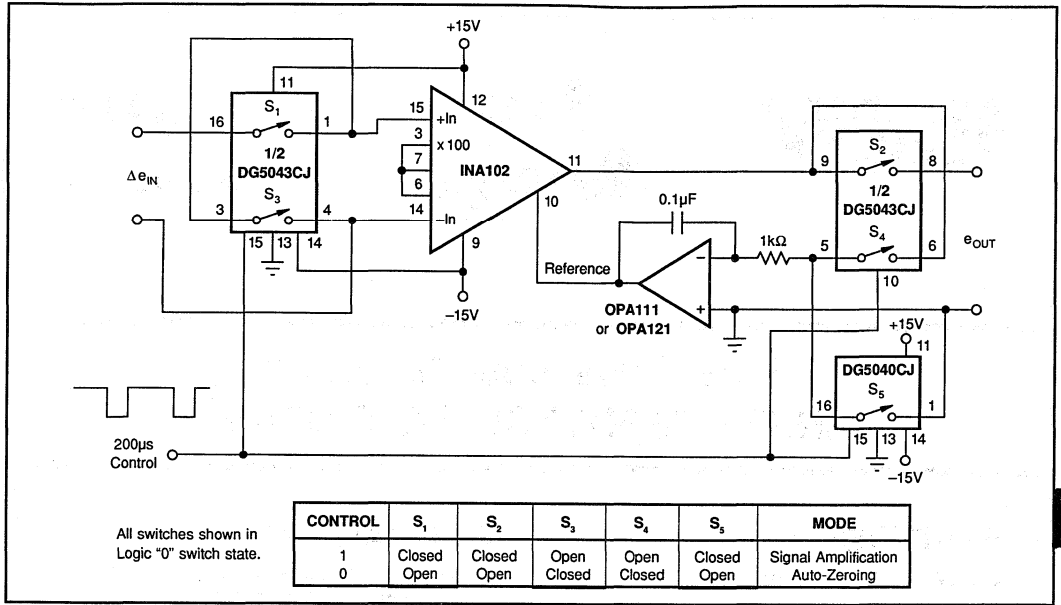 +15V
11
12
S1
16
1
15
+In
3
x 100
1/2
DG5043CJ
7
INA102
11
6
S3
ΔeIN
3
4
14
–In
10
15
13
14
9
–15V
0.1µF
1kΩ
Reference
–
+
OPA111
or OPA121
S2
9
8
1/2
DG5043CJ
S4
5
6
eOUT
10
+15V
11
DG5040CJ
S5
16
1
15
13
14
–15V
200µs
Control
All switches shown in
Logic “0” switch state.
CONTROL S1 S2 S3 S4 S5 MODE
1 Closed Closed Open Open Closed Signal Amplification
0 Open Open Closed Closed Open Auto-Zeroing